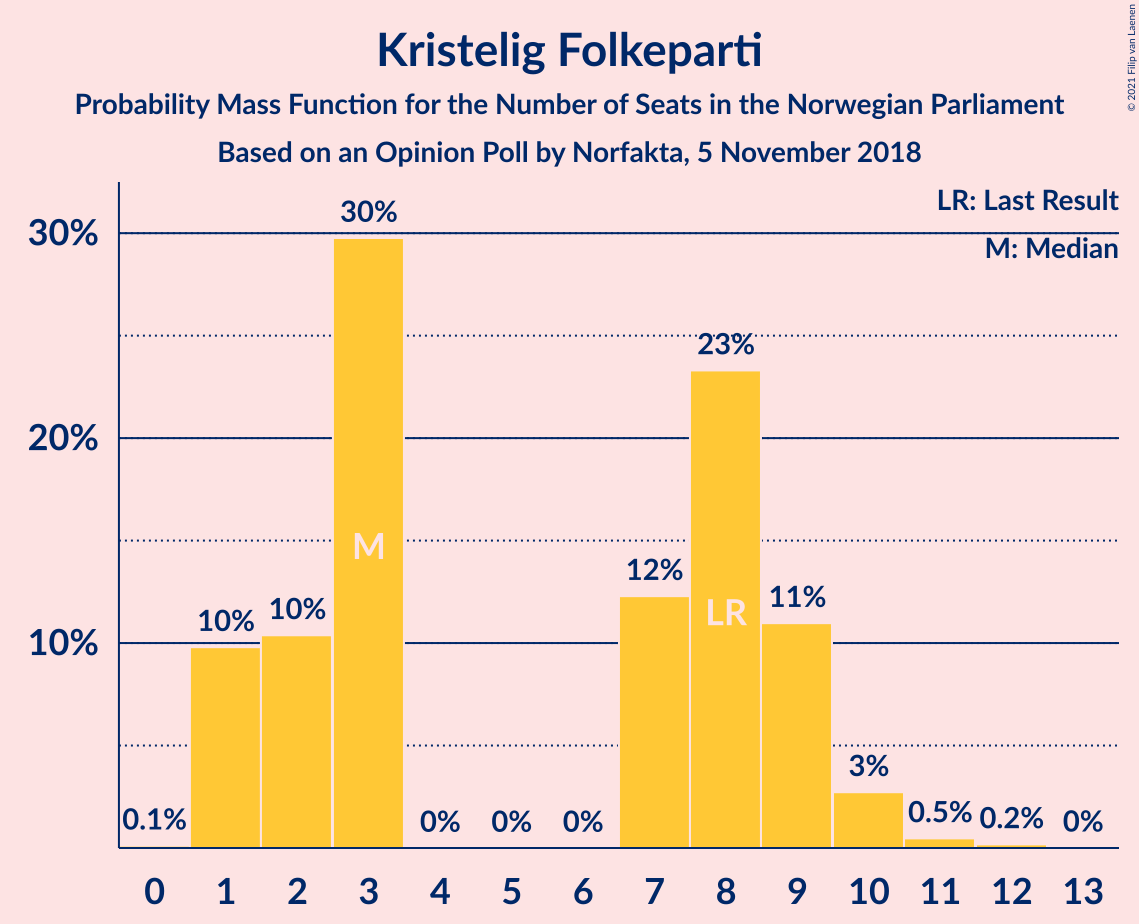 Kristelig Folkeparti
Probability Mass Function for the Number of Seats in the Norwegian Parliament
Based on an Opinion Poll by Norfakta, 5 November 2018
© 2021 Filip van Laenen
LR: Last Result
M: Median
30%
20%
10%
0.1%
10%
10%
30%
0%
0%
0%
12%
23%
11%
3%
0.5%
0.2%
0%
M
LR
0 1 2 3 4 5 6 7 8 9 10 11 12 13